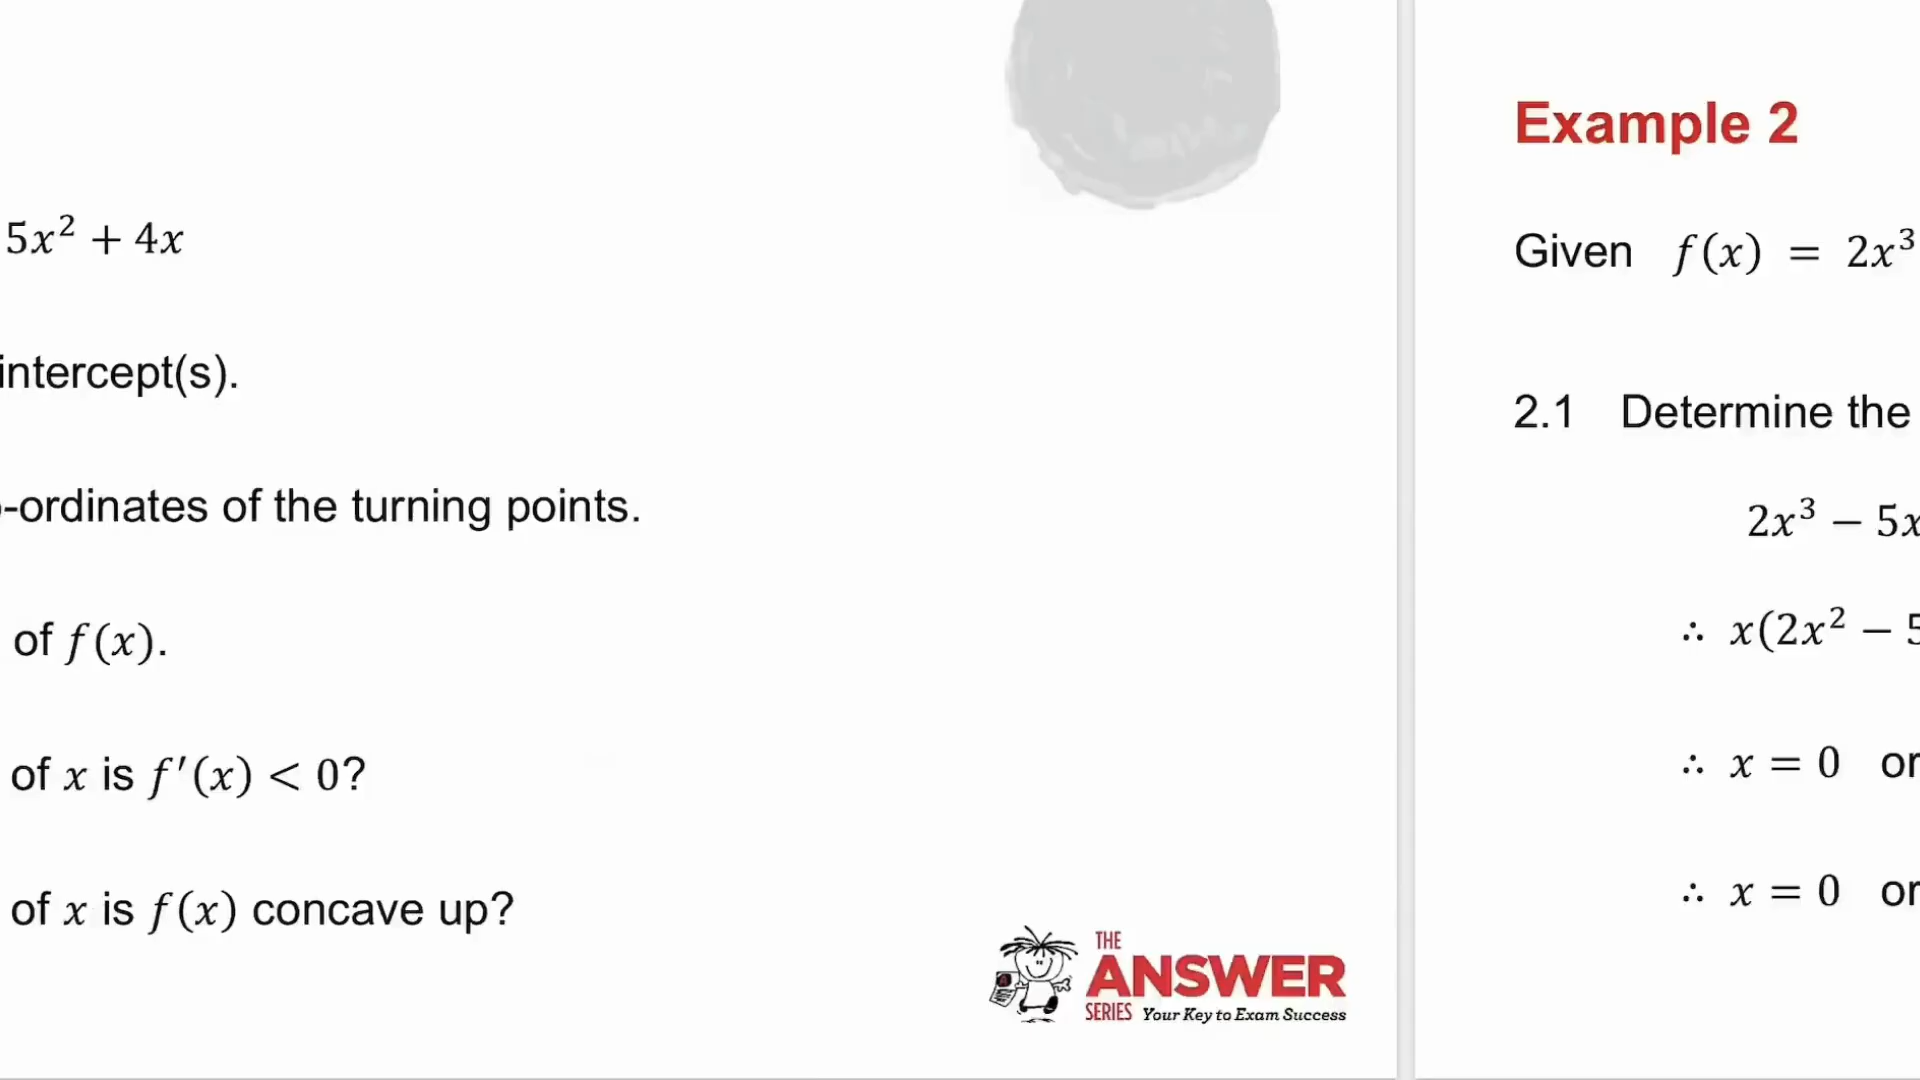 5x² + 4x
intercept(s).
-ordinates of the turning points.
of f(x).
of x is f′(x) < 0?
of x is f(x) concave up?
THE
ANSWER
SERIES Your Key to Exam Success
Example 2
Given f(x) = 2x³
2.1 Determine the
2x³ − 5x
∴ x(2x² − 5
∴ x = 0 or
∴ x = 0 or